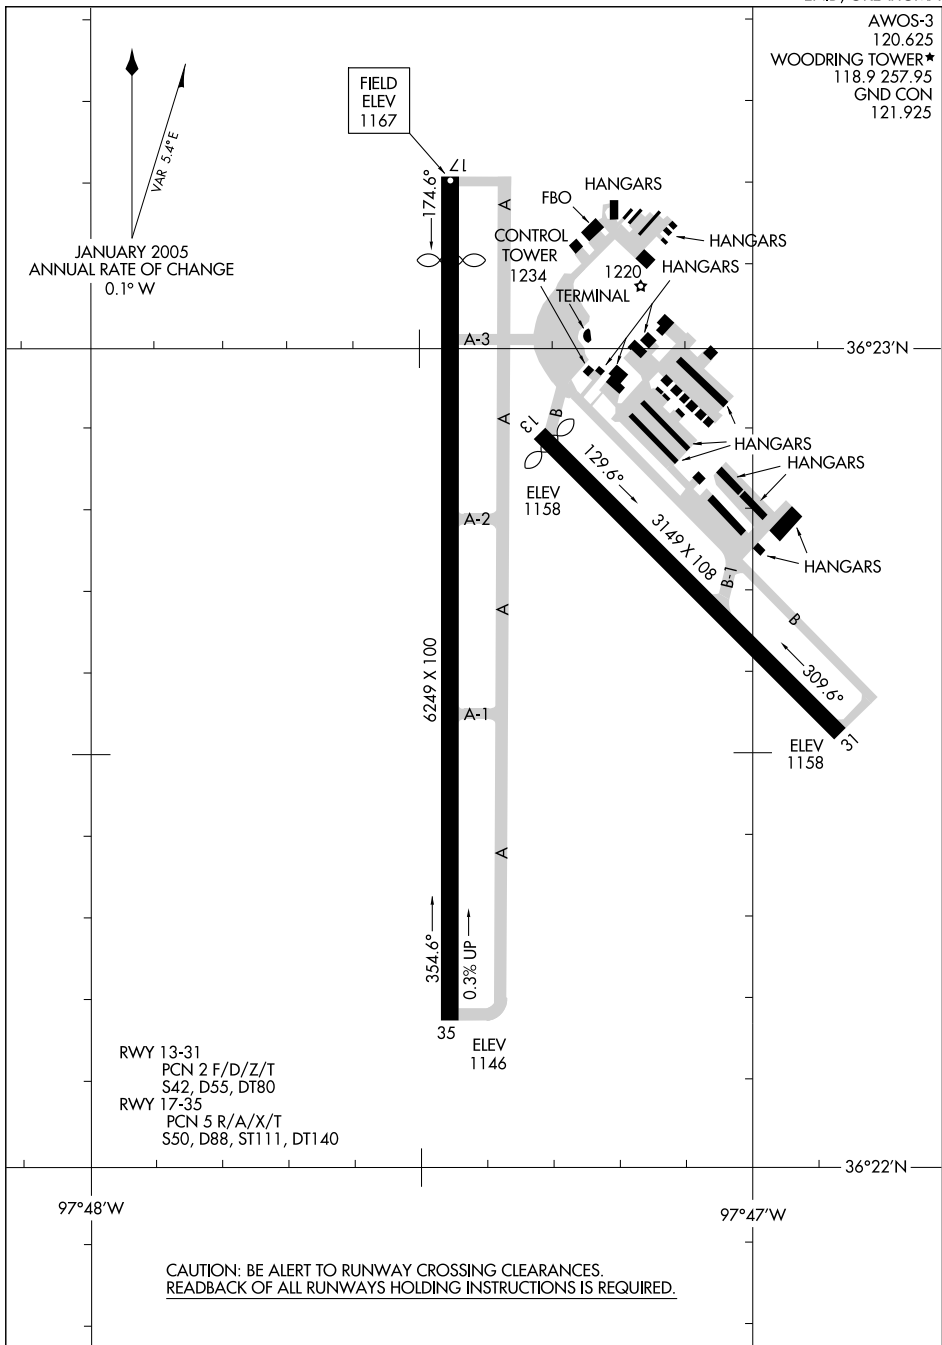 AWOS-3
120.625
WOODRING TOWER★
118.9 257.95
GND CON
121.925
FIELD
ELEV
1167
VAR 5.4°E
JANUARY 2005
ANNUAL RATE OF CHANGE
0.1° W
17
174.6°
A
FBO
HANGARS
CONTROL
TOWER
1234
HANGARS
1220
HANGARS
TERMINAL
A-3
36°23'N
A
B
13
129.6°
HANGARS
HANGARS
ELEV
1158
A-2
3149 X 108
HANGARS
B-1
A
B
6249 X 100
309.6°
A-1
31
ELEV
1158
A
354.6°
0.3% UP
35
ELEV
1146
RWY 13-31
PCN 2 F/D/Z/T
S42, D55, DT80
RWY 17-35
PCN 5 R/A/X/T
S50, D88, ST111, DT140
36°22'N
97°48'W
97°47'W
CAUTION: BE ALERT TO RUNWAY CROSSING CLEARANCES.
READBACK OF ALL RUNWAYS HOLDING INSTRUCTIONS IS REQUIRED.